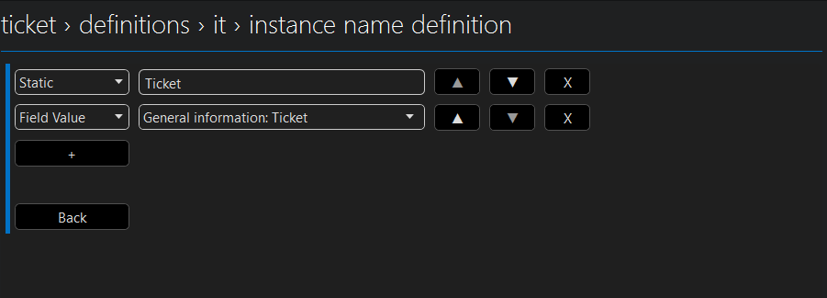 ticket › definitions › it › instance name definition
Static Ticket ▲ ▼ X
Field Value General information: Ticket ▲ ▼ X
+
Back